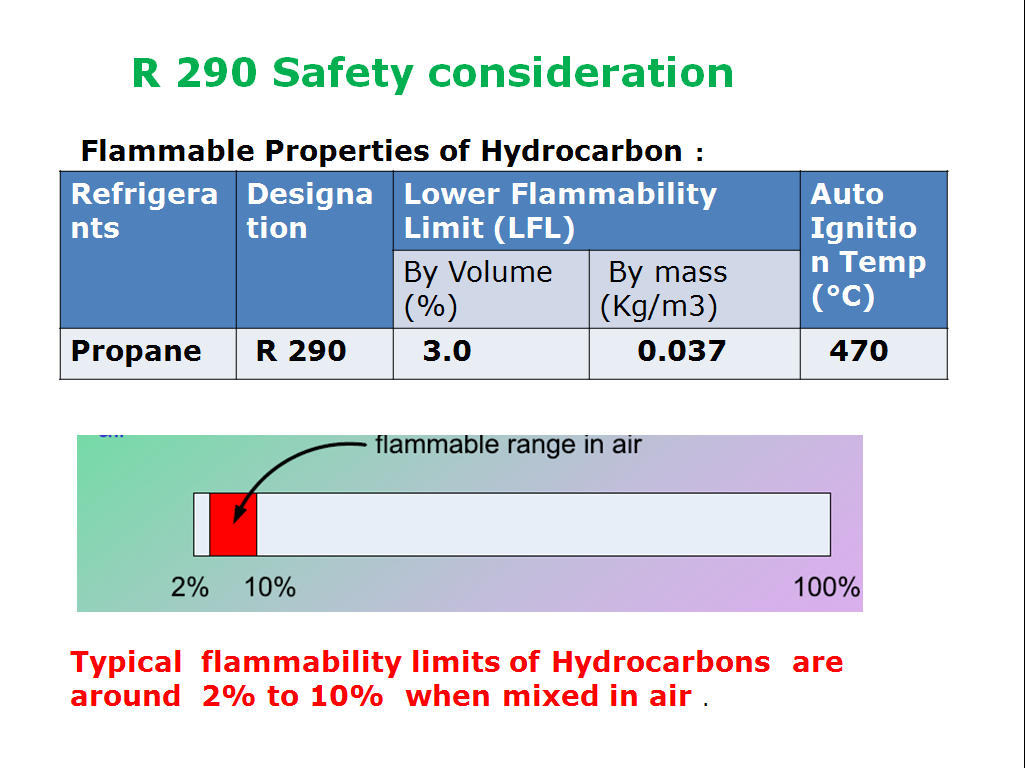 R 290 Safety consideration
Flammable Properties of Hydrocarbon :
Refrigera
nts
Designa
tion
Lower Flammability
Limit (LFL)
Auto
Ignitio
n Temp
(°C)
By Volume
(%)
By mass
(Kg/m3)
Propane R 290 3.0 0.037 470
flammable range in air
2% 10% 100%
Typical flammability limits of Hydrocarbons are
around 2% to 10% when mixed in air .